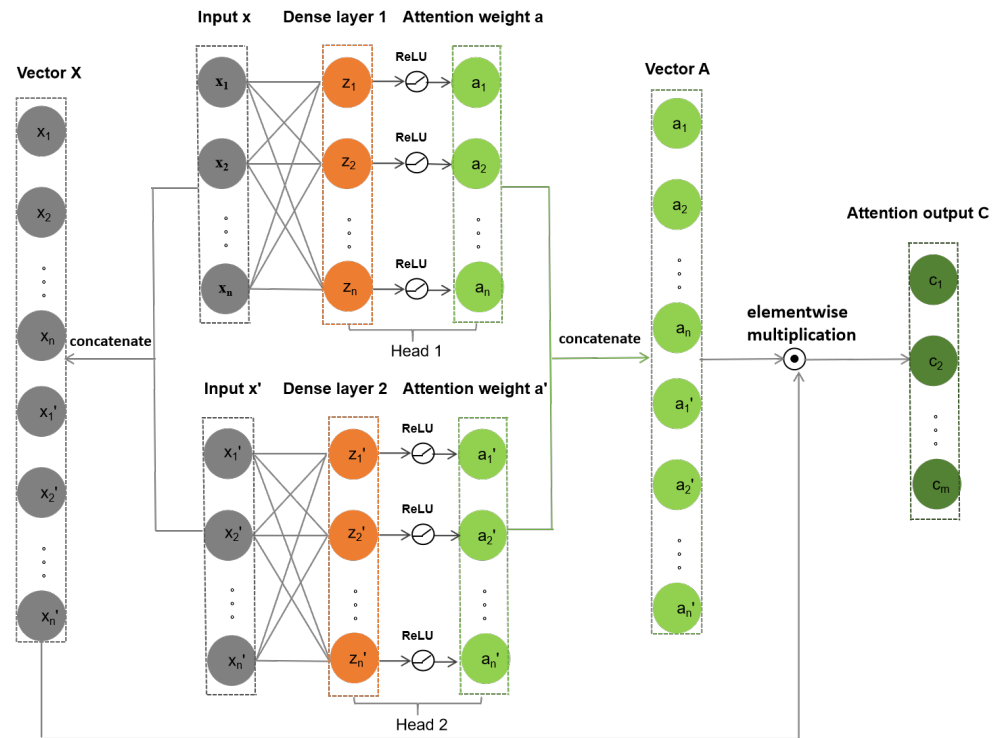 Input x
Dense layer 1
Attention weight a
Vector X
Vector A
Attention output C
x₁
x₂
xₙ
x₁'
x₂'
xₙ'
concatenate
x₁
x₂
xₙ
z₁
z₂
zₙ
ReLU
ReLU
ReLU
a₁
a₂
aₙ
Head 1
Input x'
Dense layer 2
Attention weight a'
x₁'
x₂'
xₙ'
z₁'
z₂'
zₙ'
ReLU
ReLU
ReLU
a₁'
a₂'
aₙ'
Head 2
concatenate
a₁
a₂
aₙ
a₁'
a₂'
aₙ'
elementwise
multiplication
c₁
c₂
cₘ